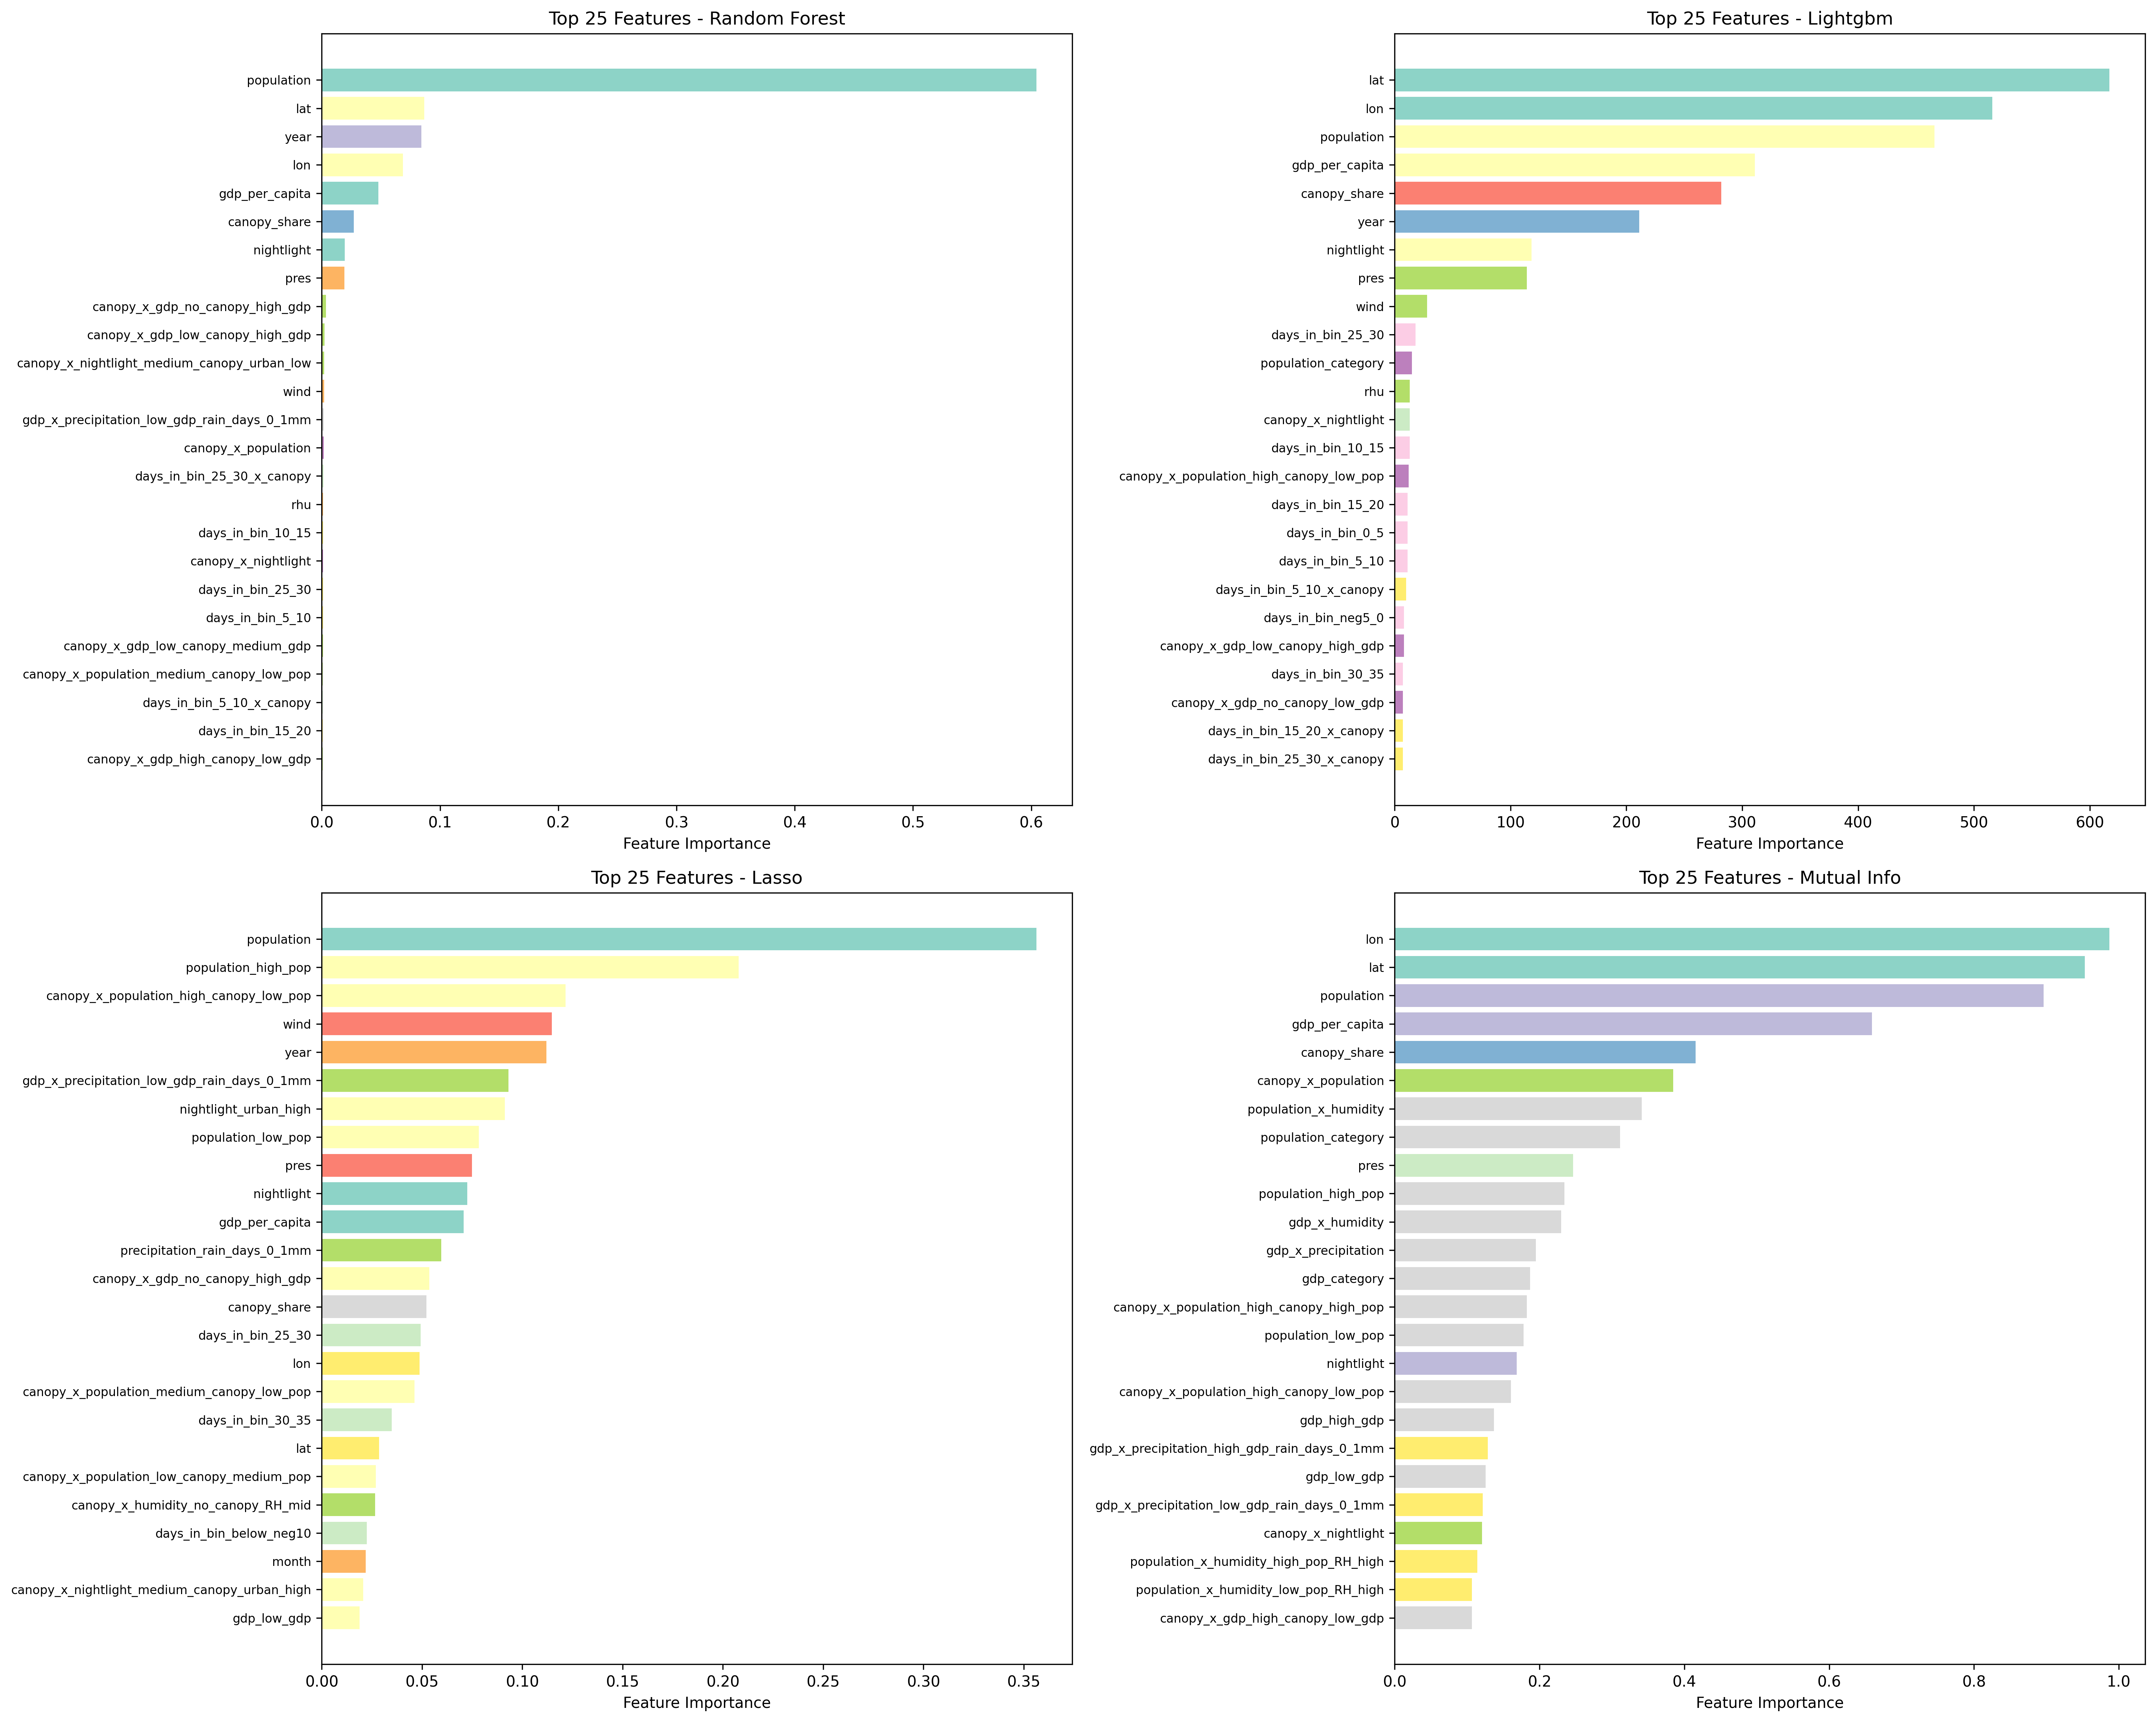 Top 25 Features - Random Forest
population
lat
year
lon
gdp_per_capita
canopy_share
nightlight
pres
canopy_x_gdp_no_canopy_high_gdp
canopy_x_gdp_low_canopy_high_gdp
canopy_x_nightlight_medium_canopy_urban_low
wind
gdp_x_precipitation_low_gdp_rain_days_0_1mm
canopy_x_population
days_in_bin_25_30_x_canopy
rhu
days_in_bin_10_15
canopy_x_nightlight
days_in_bin_25_30
days_in_bin_5_10
canopy_x_gdp_low_canopy_medium_gdp
canopy_x_population_medium_canopy_low_pop
days_in_bin_5_10_x_canopy
days_in_bin_15_20
canopy_x_gdp_high_canopy_low_gdp
0.0 0.1 0.2 0.3 0.4 0.5 0.6
Feature Importance
Top 25 Features - Lightgbm
lat
lon
population
gdp_per_capita
canopy_share
year
nightlight
pres
wind
days_in_bin_25_30
population_category
rhu
canopy_x_nightlight
days_in_bin_10_15
canopy_x_population_high_canopy_low_pop
days_in_bin_15_20
days_in_bin_0_5
days_in_bin_5_10
days_in_bin_5_10_x_canopy
days_in_bin_neg5_0
canopy_x_gdp_low_canopy_high_gdp
days_in_bin_30_35
canopy_x_gdp_no_canopy_low_gdp
days_in_bin_15_20_x_canopy
days_in_bin_25_30_x_canopy
0 100 200 300 400 500 600
Feature Importance
Top 25 Features - Lasso
population
population_high_pop
canopy_x_population_high_canopy_low_pop
wind
year
gdp_x_precipitation_low_gdp_rain_days_0_1mm
nightlight_urban_high
population_low_pop
pres
nightlight
gdp_per_capita
precipitation_rain_days_0_1mm
canopy_x_gdp_no_canopy_high_gdp
canopy_share
days_in_bin_25_30
lon
canopy_x_population_medium_canopy_low_pop
days_in_bin_30_35
lat
canopy_x_population_low_canopy_medium_pop
canopy_x_humidity_no_canopy_RH_mid
days_in_bin_below_neg10
month
canopy_x_nightlight_medium_canopy_urban_high
gdp_low_gdp
0.00 0.05 0.10 0.15 0.20 0.25 0.30 0.35
Feature Importance
Top 25 Features - Mutual Info
lon
lat
population
gdp_per_capita
canopy_share
canopy_x_population
population_x_humidity
population_category
pres
population_high_pop
gdp_x_humidity
gdp_x_precipitation
gdp_category
canopy_x_population_high_canopy_high_pop
population_low_pop
nightlight
canopy_x_population_high_canopy_low_pop
gdp_high_gdp
gdp_x_precipitation_high_gdp_rain_days_0_1mm
gdp_low_gdp
gdp_x_precipitation_low_gdp_rain_days_0_1mm
canopy_x_nightlight
population_x_humidity_high_pop_RH_high
population_x_humidity_low_pop_RH_high
canopy_x_gdp_high_canopy_low_gdp
0.0 0.2 0.4 0.6 0.8 1.0
Feature Importance